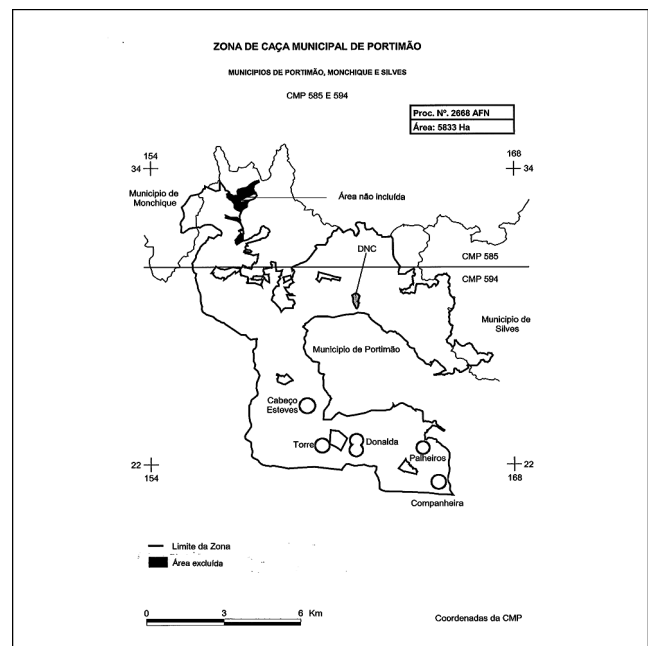 ZONA DE CAÇA MUNICIPAL DE PORTIMÃO
MUNICIPIOS DE PORTIMÃO, MONCHIQUE E SILVES
CMP 585 E 594
Proc. Nº. 2668 AFN
Área: 5833 Ha
154
34
168
34
Município de
Monchique
Área não incluída
DNC
CMP 585
CMP 594
Município de
Silves
Municipio de Portimão
Cabeço
Esteves
Torre
Donalda
Palheiros
22
154
22
168
Companheira
Limite da Zona
Área excluída
0 3 6 Km
Coordenadas da CMP